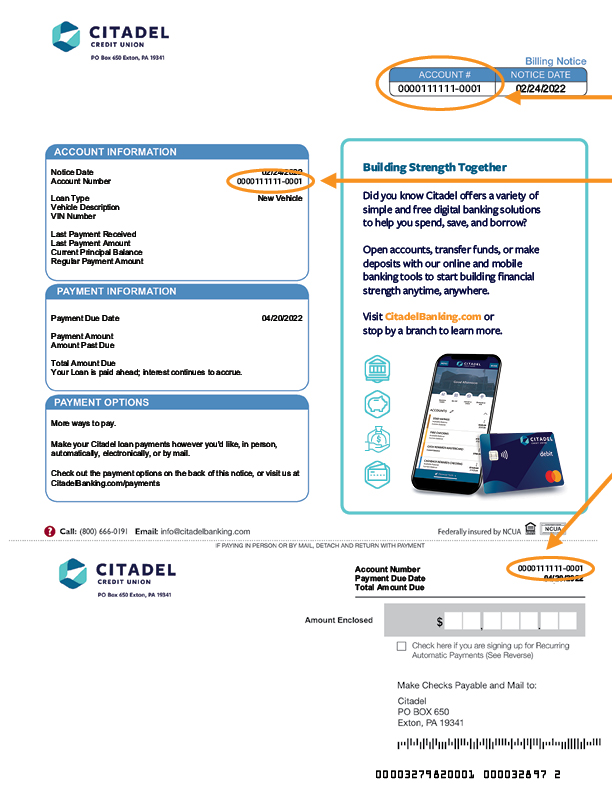 CITADEL
CREDIT UNION
PO Box 650 Exton, PA 19341
Billing Notice
ACCOUNT # NOTICE DATE
0000111111-0001 02/24/2022
ACCOUNT INFORMATION
Notice Date 02/24/2022
Account Number 0000111111-0001
Loan Type New Vehicle
Vehicle Description
VIN Number
Last Payment Received
Last Payment Amount
Current Principal Balance
Regular Payment Amount
PAYMENT INFORMATION
Payment Due Date 04/20/2022
Payment Amount
Amount Past Due
Total Amount Due
Your Loan is paid ahead; interest continues to accrue.
PAYMENT OPTIONS
More ways to pay.
Make your Citadel loan payments however you'd like, in person,
automatically, electronically, or by mail.
Check out the payment options on the back of this notice, or visit us at
CitadelBanking.com/payments
Building Strength Together
Did you know Citadel offers a variety of
simple and free digital banking solutions
to help you spend, save, and borrow?
Open accounts, transfer funds, or make
deposits with our online and mobile
banking tools to start building financial
strength anytime, anywhere.
Visit CitadelBanking.com or
stop by a branch to learn more.
CITADEL
ACCOUNTS
CITADEL
debit
? Call: (800) 666-0191 Email: info@citadelbanking.com
Federally insured by NCUA
NCUA
IF PAYING IN PERSON OR BY MAIL, DETACH AND RETURN WITH PAYMENT
CITADEL
CREDIT UNION
PO Box 650 Exton, PA 19341
Account Number 0000111111-0001
Payment Due Date 04/20/2022
Total Amount Due
Amount Enclosed $ , , .
Check here if you are signing up for Recurring
Automatic Payments (See Reverse)
Make Checks Payable and Mail to:
Citadel
PO BOX 650
Exton, PA 19341
00003279820001 000032897 2